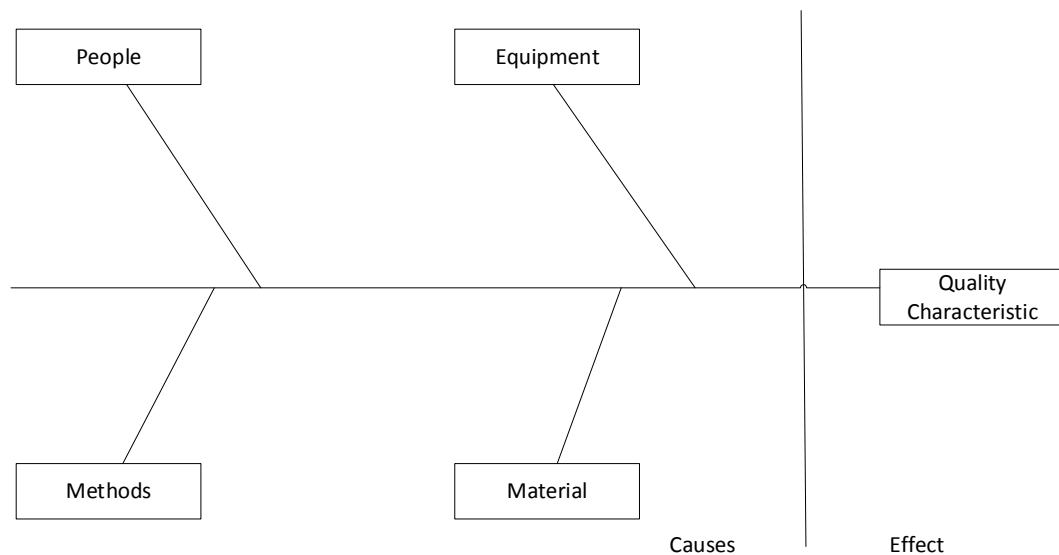 People
Equipment
Quality
Characteristic
Methods
Material
Causes
Effect